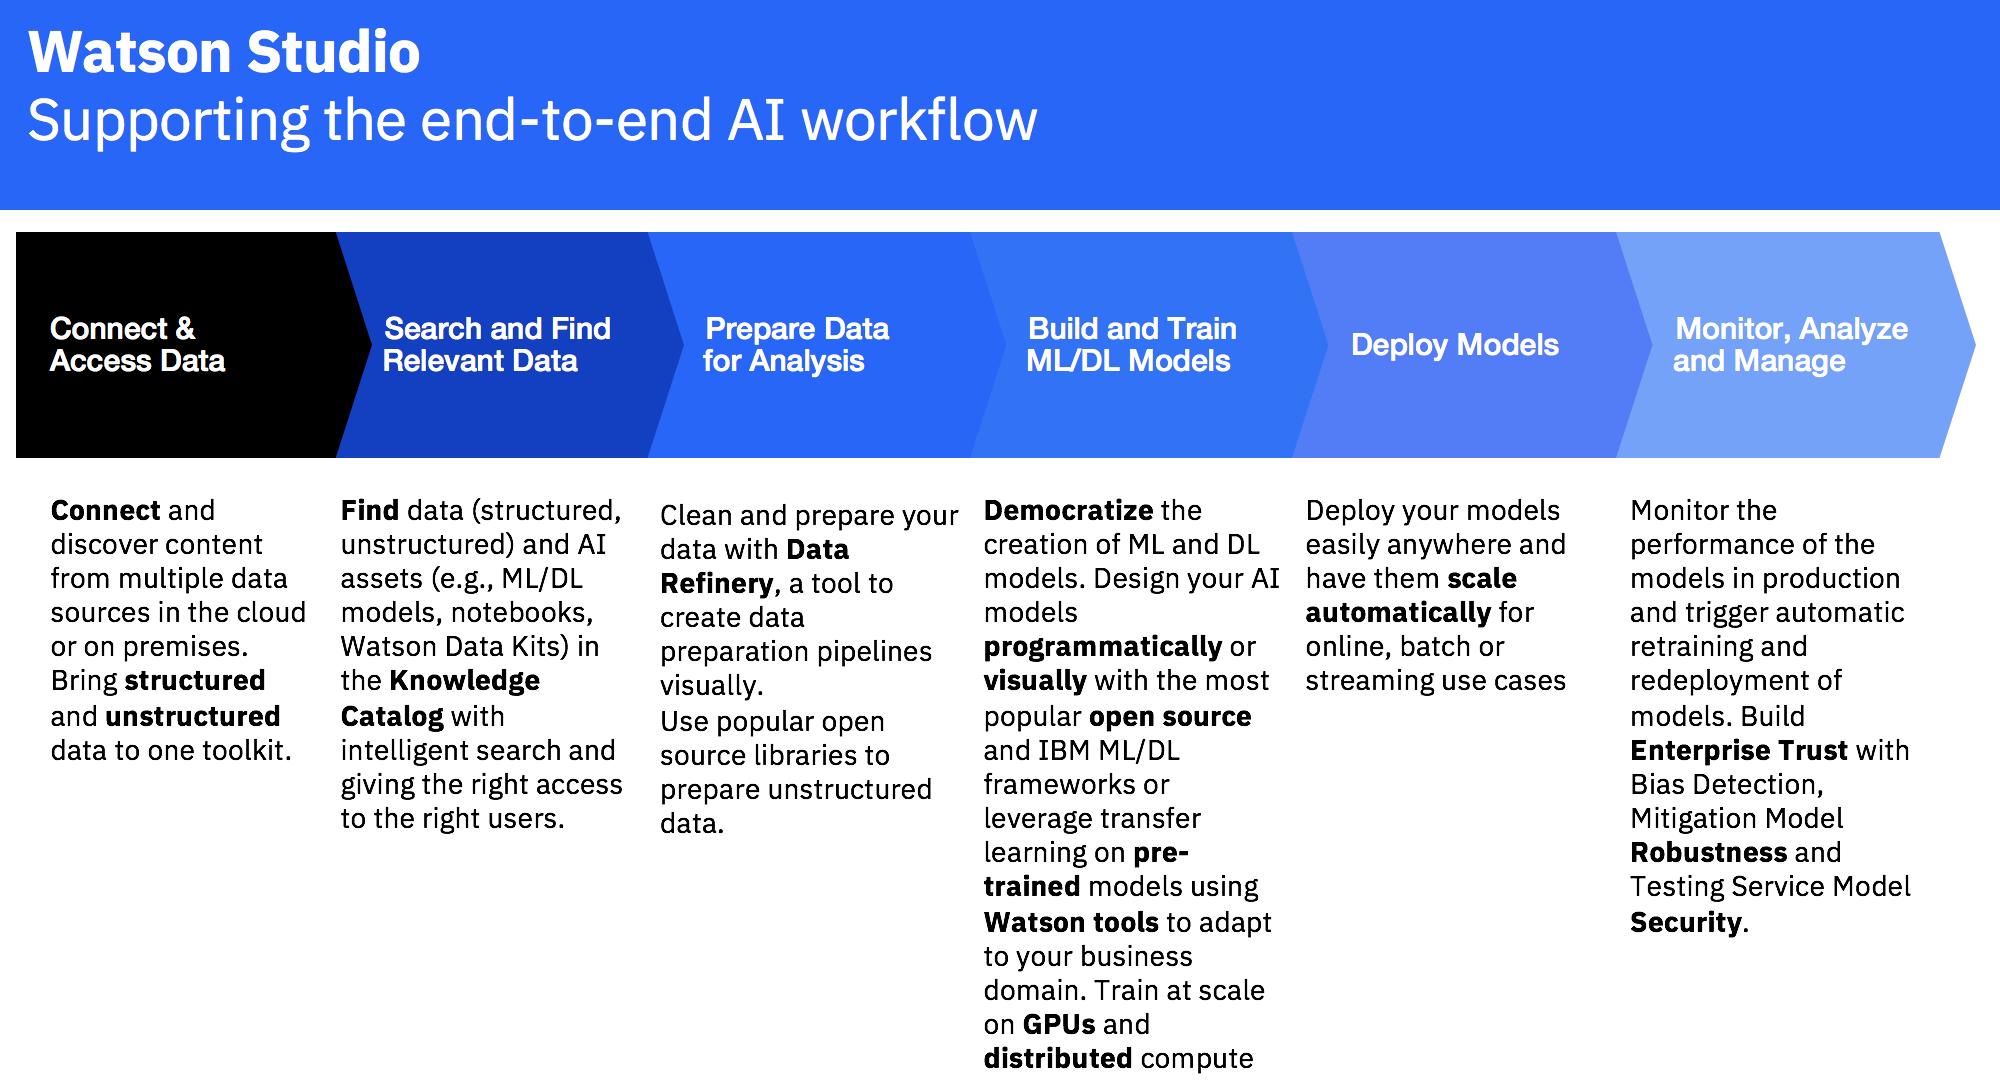 Watson Studio
Supporting the end-to-end AI workflow
Connect &
Access Data
Search and Find
Relevant Data
Prepare Data
for Analysis
Build and Train
ML/DL Models
Deploy Models
Monitor, Analyze
and Manage
Connect and
discover content
from multiple data
sources in the cloud
or on premises.
Bring structured
and unstructured
data to one toolkit.
Find data (structured,
unstructured) and AI
assets (e.g., ML/DL
models, notebooks,
Watson Data Kits) in
the Knowledge
Catalog with
intelligent search and
giving the right access
to the right users.
Clean and prepare your
data with Data
Refinery, a tool to
create data
preparation pipelines
visually.
Use popular open
source libraries to
prepare unstructured
data.
Democratize the
creation of ML and DL
models. Design your AI
models
programmatically or
visually with the most
popular open source
and IBM ML/DL
frameworks or
leverage transfer
learning on pre-
trained models using
Watson tools to adapt
to your business
domain. Train at scale
on GPUs and
distributed compute
Deploy your models
easily anywhere and
have them scale
automatically for
online, batch or
streaming use cases
Monitor the
performance of the
models in production
and trigger automatic
retraining and
redeployment of
models. Build
Enterprise Trust with
Bias Detection,
Mitigation Model
Robustness and
Testing Service Model
Security.